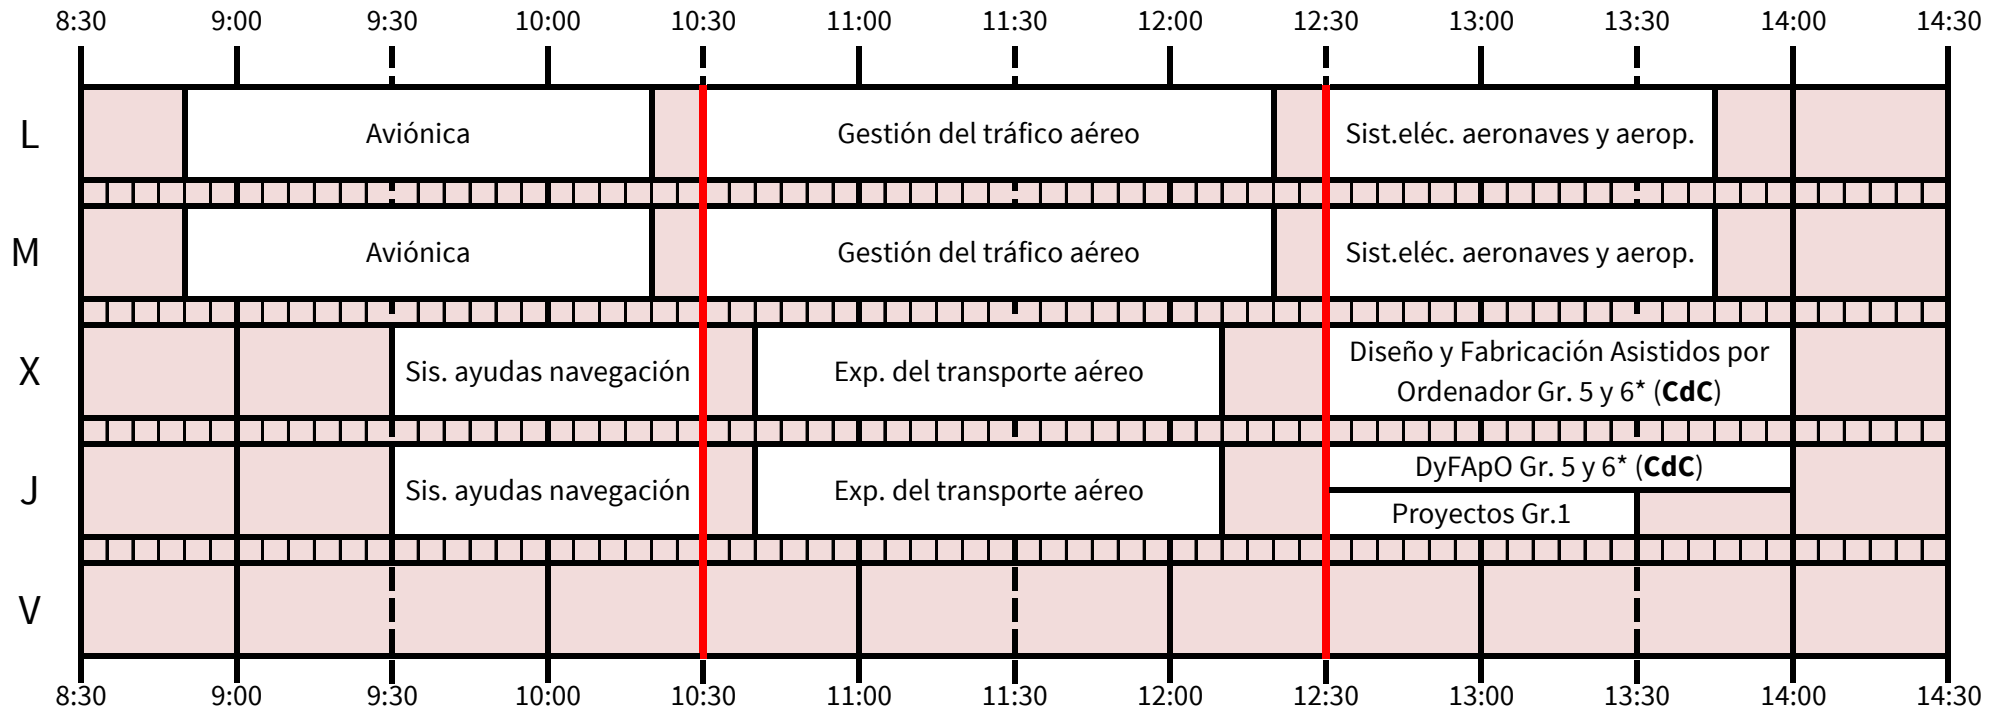 8:30 9:00 9:30 10:00 10:30 11:00 11:30 12:00 12:30 13:00 13:30 14:00 14:30
L Aviónica Gestión del tráfico aéreo Sist.eléc. aeronaves y aerop.
M Aviónica Gestión del tráfico aéreo Sist.eléc. aeronaves y aerop.
X Sis. ayudas navegación Exp. del transporte aéreo Diseño y Fabricación Asistidos por
Ordenador Gr. 5 y 6* (CdC)
J Sis. ayudas navegación Exp. del transporte aéreo DyFApO Gr. 5 y 6* (CdC)
Proyectos Gr.1
V
8:30 9:00 9:30 10:00 10:30 11:00 11:30 12:00 12:30 13:00 13:30 14:00 14:30